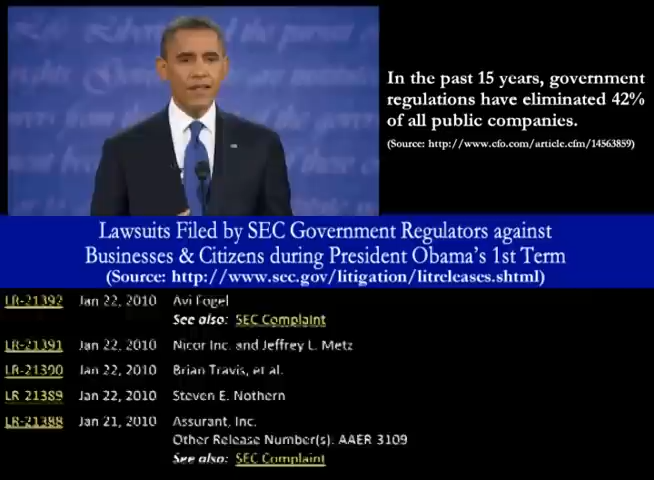 In the past 15 years, government
regulations have eliminated 42%
of all public companies.
(Source: http://www.cfo.com/article.cfm/14563859)
Lawsuits Filed by SEC Government Regulators against
Businesses & Citizens during President Obama's 1st Term
(Source: http://www.sec.gov/litigation/litreleases.shtml)
LR-21392 Jan 22, 2010 Avi Fogel
See also: SEC Complaint
LR-21391 Jan 22, 2010 Nicor Inc. and Jeffrey L. Metz
LR-21390 Jan 22, 2010 Brian Travis, et al.
LR-21389 Jan 22, 2010 Steven E. Nothern
LR-21388 Jan 21, 2010 Assurant, Inc.
Other Release Number(s): AAER 3109
See also: SEC Complaint